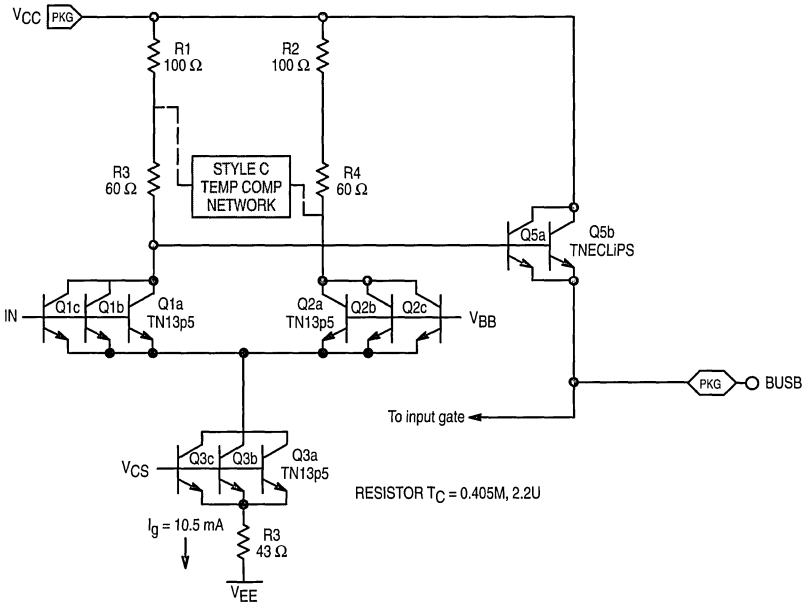 VCC PKG
R1
100 Ω
R2
100 Ω
R3
60 Ω
STYLE C
TEMP COMP
NETWORK
R4
60 Ω
Q5a
Q5b
TNECLiPS
IN
Q1c
Q1b
Q1a
TN13p5
Q2a
TN13p5
Q2b
Q2c
VBB
PKG
BUSB
To input gate
VCS
Q3c
Q3b
Q3a
TN13p5
RESISTOR TC = 0.405M, 2.2U
Ig = 10.5 mA
R3
43 Ω
VEE